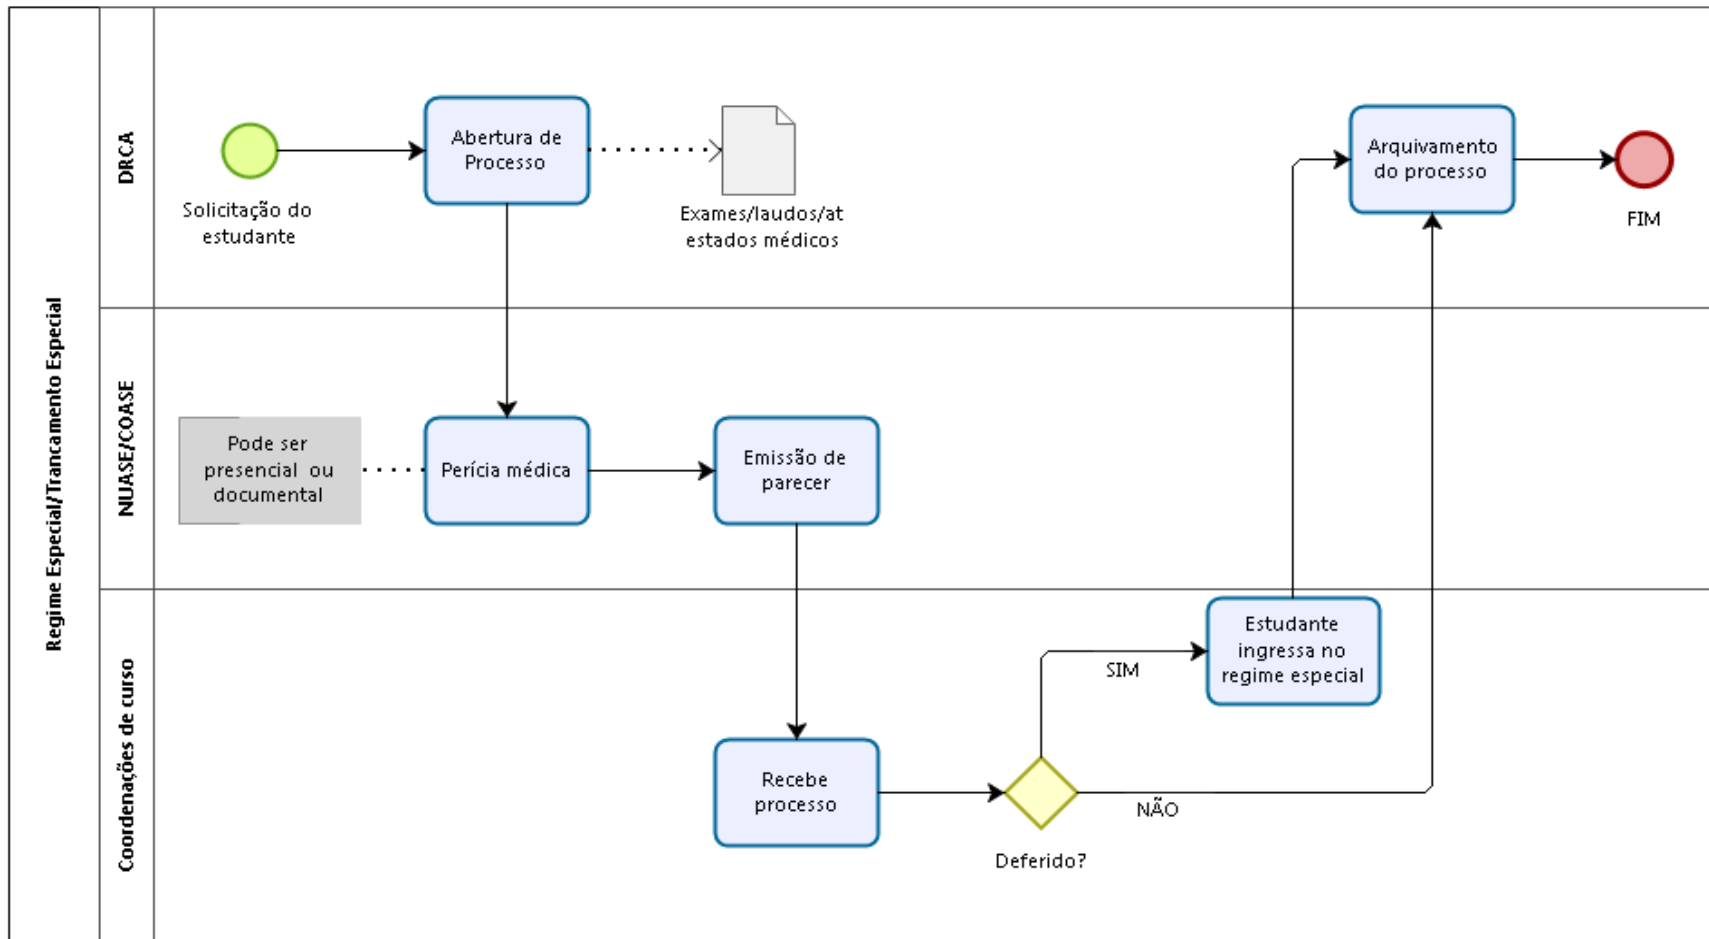 Regime Especial/Trancamento Especial
DRCA
Solicitação do
estudante
Abertura de
Processo
Exames/laudos/at
estados médicos
Arquivamento
do processo
FIM
NUASE/COASE
Pode ser
presencial ou
documental
Perícia médica
Emissão de
parecer
Coordenações de curso
Recebe
processo
Deferido?
SIM
NÃO
Estudante
ingressa no
regime especial